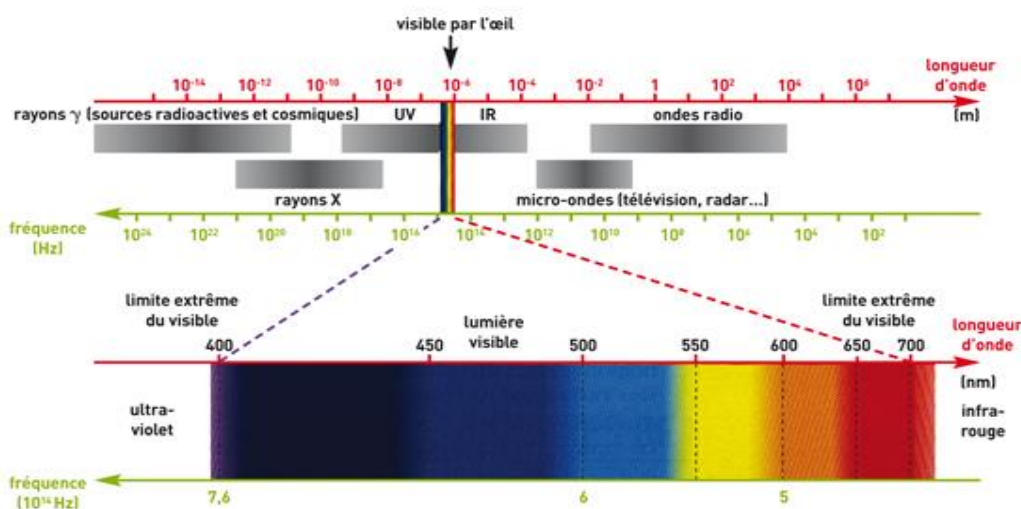 visible par l'œil
10⁻¹⁴ 10⁻¹² 10⁻¹⁰ 10⁻⁸ 10⁻⁶ 10⁻⁴ 10⁻² 1 10² 10⁴ 10⁶
longueur
d'onde
(m)
rayons γ (sources radioactives et cosmiques) UV IR ondes radio
rayons X micro-ondes (télévision, radar...)
fréquence
(Hz)
10²⁴ 10²² 10²⁰ 10¹⁸ 10¹⁶ 10¹⁴ 10¹² 10¹⁰ 10⁸ 10⁶ 10⁴ 10²
limite extrême
du visible
lumière
visible
limite extrême
du visible
longueur
d'onde
400 450 500 550 600 650 700
(nm)
ultra-
violet
infra-
rouge
fréquence
(10¹⁴ Hz)
7,6 6 5